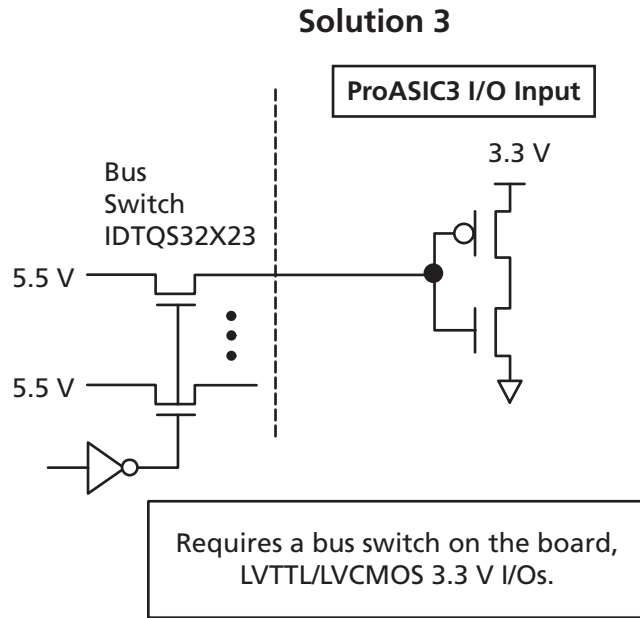 Solution 3
ProASIC3 I/O Input
3.3 V
Bus
Switch
IDTQS32X23
5.5 V
5.5 V
Requires a bus switch on the board,
LVTTL/LVCMOS 3.3 V I/Os.